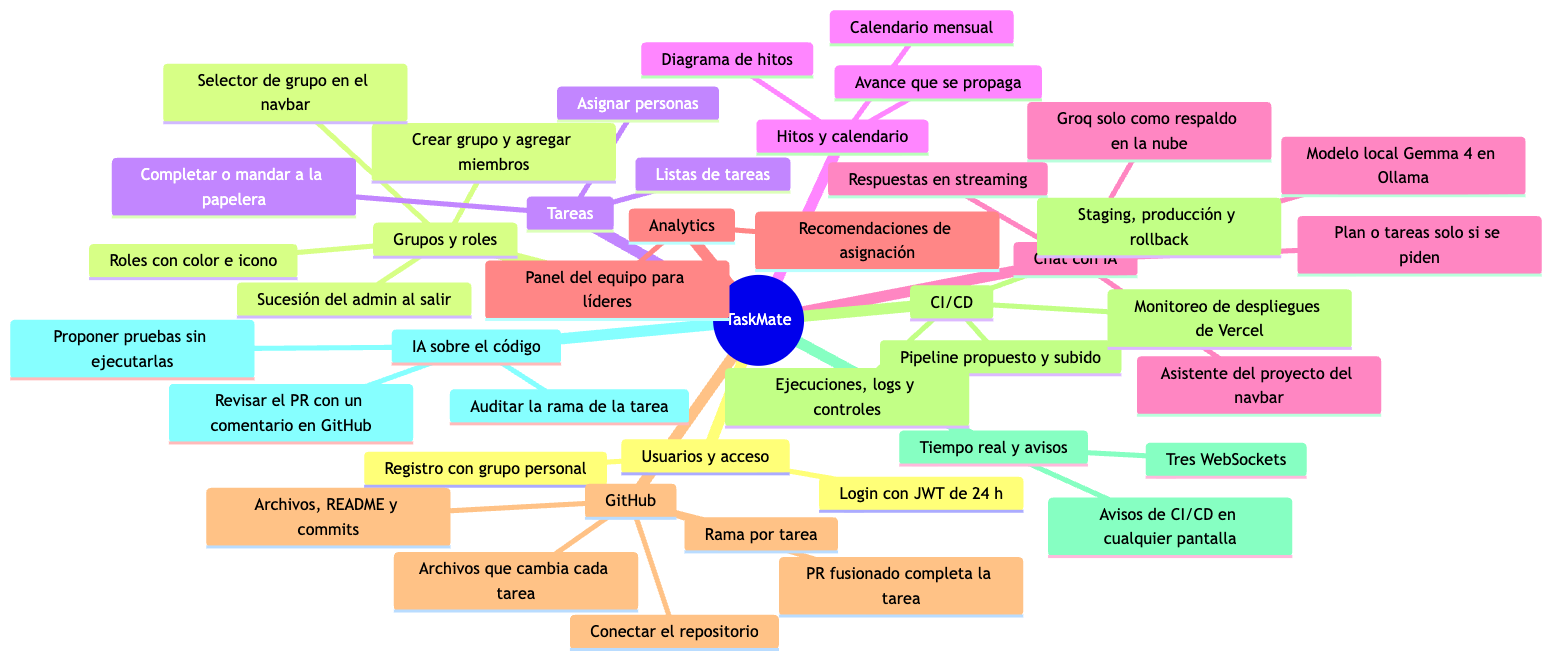 Calendario mensual
Diagrama de hitos
Selector de grupo en el
navbar
Avance que se propaga
Asignar personas
Groq solo como respaldo
en la nube
Crear grupo y agregar
miembros
Hitos y calendario
Modelo local Gemma 4 en
Ollama
Completar o mandar a la
papelera
Listas de tareas
Respuestas en streaming
Tareas
Analytics
Staging, producción y
rollback
Plan o tareas solo si se
piden
Grupos y roles
Recomendaciones de
asignación
Roles con color e icono
Chat con IA
Panel del equipo para
líderes
Sucesión del admin al salir
CI/CD
Monitoreo de despliegues
de Vercel
TaskMate
Proponer pruebas sin
ejecutarlas
IA sobre el código
Pipeline propuesto y subido
Asistente del proyecto del
navbar
Ejecuciones, logs y
controles
Revisar el PR con un
comentario en GitHub
Auditar la rama de la tarea
Tiempo real y avisos
Tres WebSockets
Usuarios y acceso
Registro con grupo personal
Login con JWT de 24 h
GitHub
Archivos, README y
commits
Avisos de CI/CD en
cualquier pantalla
Rama por tarea
Archivos que cambia cada
tarea
PR fusionado completa la
tarea
Conectar el repositorio